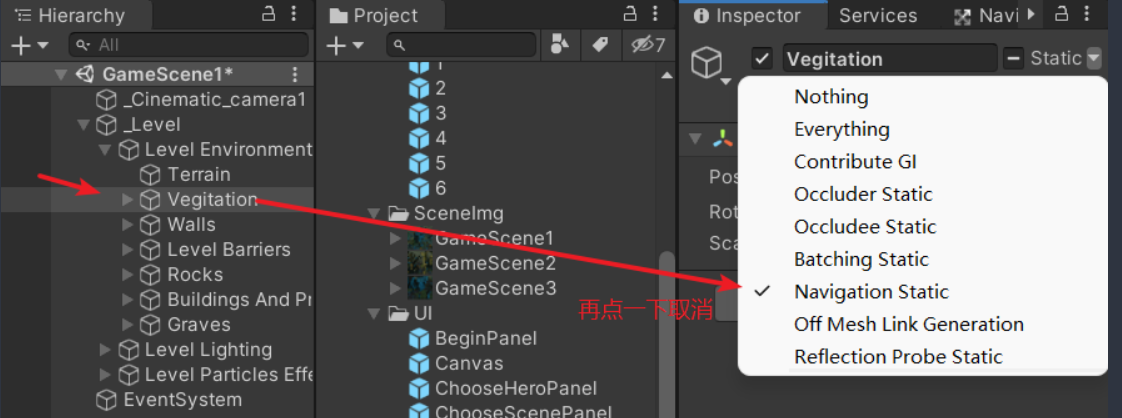 Hierarchy
All
GameScene1*
_Cinematic_camera1
_Level
Level Environment
Terrain
Vegitation
Walls
Level Barriers
Rocks
Buildings And Pr
Graves
Level Lighting
Level Particles Effe
EventSystem
Project
7
1
2
3
4
5
6
SceneImg
GameScene1
GameScene2
GameScene3
UI
BeginPanel
Canvas
ChooseHeroPanel
ChooseScenePanel
Inspector
Services
Navi
Vegitation
Static
Pos
Rot
Sca
Nothing
Everything
Contribute GI
Occluder Static
Occludee Static
Batching Static
Navigation Static
Off Mesh Link Generation
Reflection Probe Static
再点一下取消